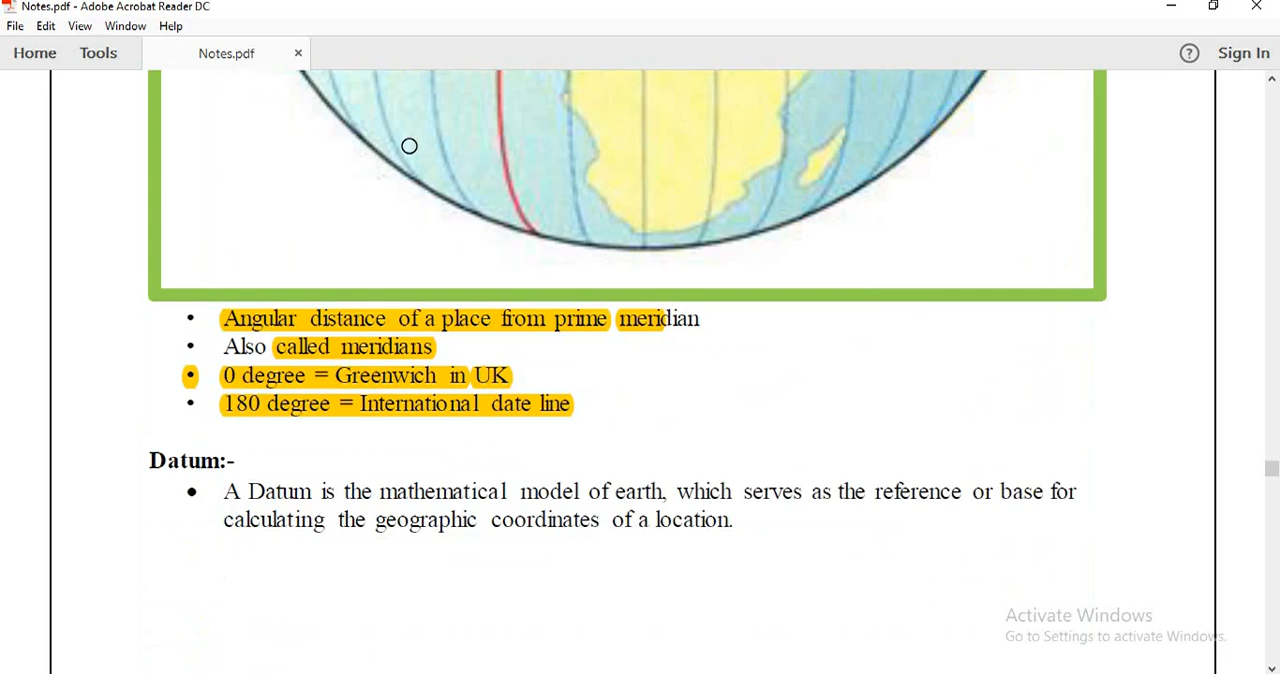 Notes.pdf - Adobe Acrobat Reader DC
File Edit View Window Help
Home Tools Notes.pdf × ? Sign In
• Angular distance of a place from prime meridian
• Also called meridians
• 0 degree = Greenwich in UK
• 180 degree = International date line
Datum:-
• A Datum is the mathematical model of earth, which serves as the reference or base for
calculating the geographic coordinates of a location.
Activate Windows
Go to Settings to activate Windows.